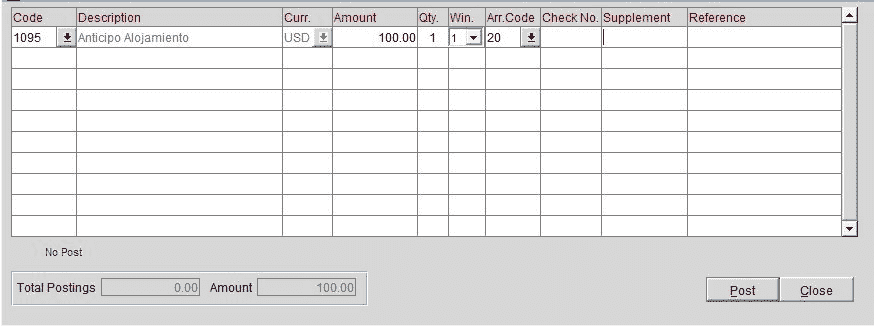 Code Description Curr. Amount Qty. Win. Arr.Code Check No. Supplement Reference
1095 Anticipo Alojamiento USD 100.00 1 1 20
No Post
Total Postings 0.00 Amount 100.00 Post Close